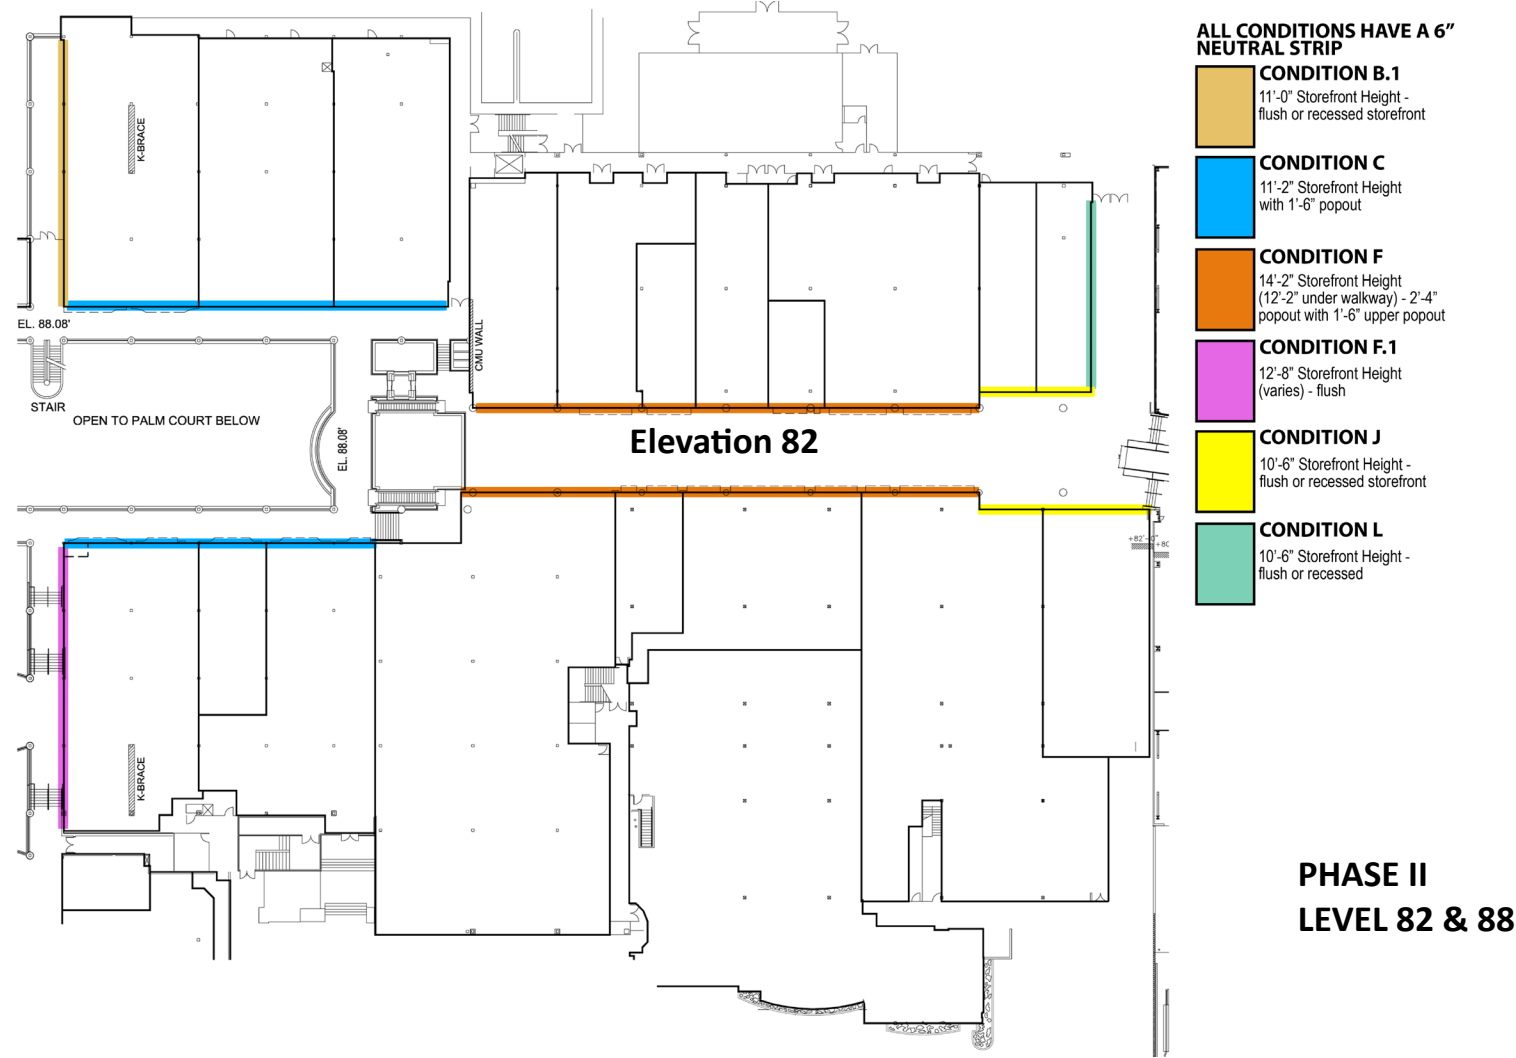 ALL CONDITIONS HAVE A 6”
NEUTRAL STRIP
CONDITION B.1
11’-0” Storefront Height -
flush or recessed storefront
CONDITION C
11’-2” Storefront Height
with 1’-6” popout
CONDITION F
14’-2” Storefront Height
(12’-2” under walkway) - 2’-4”
popout with 1’-6” upper popout
CONDITION F.1
12’-8” Storefront Height
(varies) - flush
CONDITION J
10’-6” Storefront Height -
flush or recessed storefront
CONDITION L
10’-6” Storefront Height -
flush or recessed
K-BRACE
EL. 88.08'
STAIR
OPEN TO PALM COURT BELOW
EL. 88.08'
CMU WALL
Elevation 82
+82'-0"
+80
K-BRACE
PHASE II
LEVEL 82 & 88